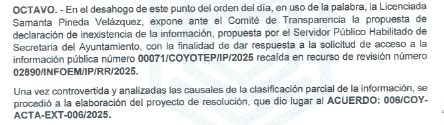 OCTAVO. - En el desahogo de este punto del orden del día, en uso de la palabra, la Licenciada
Samanta Pineda Velázquez, expone ante el Comité de Transparencia la propuesta de
declaración de inexistencia de la información, propuesto por el Servidor Público Habilitado de
Secretaria del Ayuntamiento, con la finalidad de dar respuesta a la solicitud de acceso a la
información pública número 00071/COYOTEP/IP/2025 recaída en recurso de revisión número
02890/INFOEM/IP/RR/2025.
Una vez controvertida y analizadas las causales de la clasificación parcial de la información, se
procedió a la elaboración del proyecto de resolución, que dio lugar al ACUERDO: 006/COY-
ACTA-EXT-006/2025.